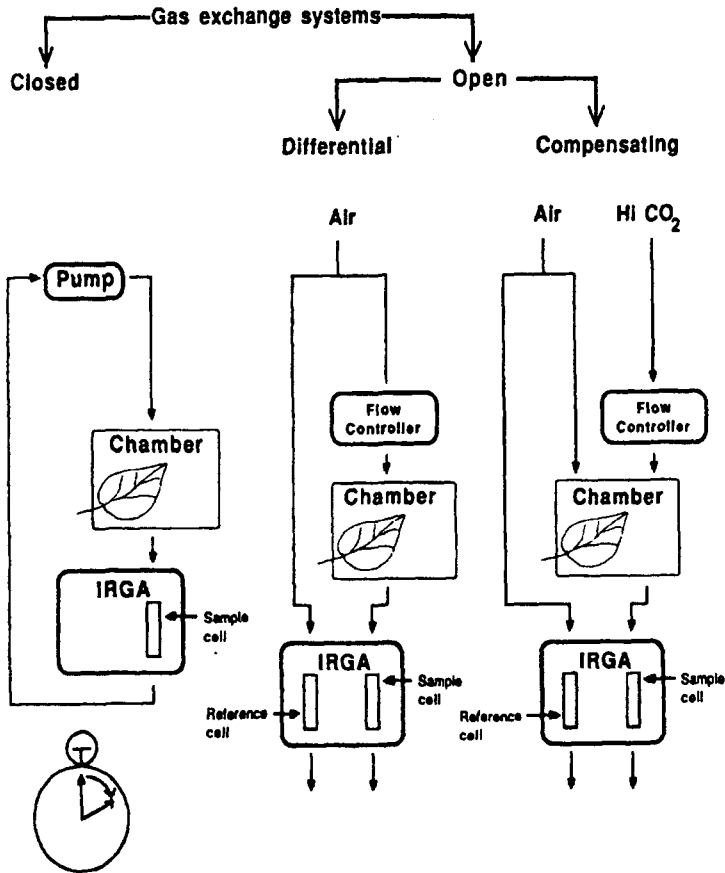 Gas exchange systems
Closed
Open
Differential
Compensating
Air
Air
Hi CO2
Pump
Flow
Controller
Flow
Controller
Chamber
Chamber
Chamber
IRGA
Sample
cell
IRGA
Sample
cell
Reference
cell
IRGA
Sample
cell
Reference
cell